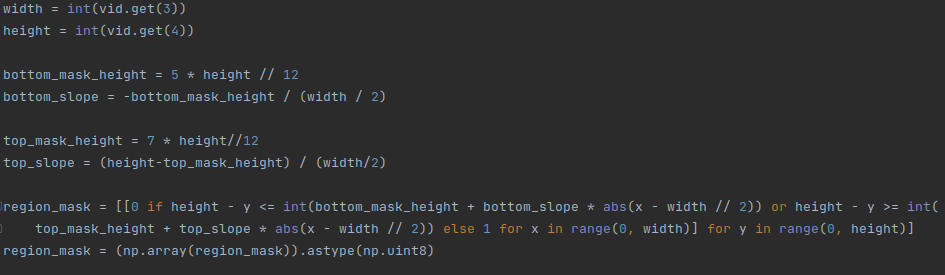 width = int(vid.get(3))
height = int(vid.get(4))
bottom_mask_height = 5 * height // 12
bottom_slope = -bottom_mask_height / (width / 2)
top_mask_height = 7 * height//12
top_slope = (height-top_mask_height) / (width/2)
region_mask = [[0 if height - y <= int(bottom_mask_height + bottom_slope * abs(x - width // 2)) or height - y >= int(
top_mask_height + top_slope * abs(x - width // 2)) else 1 for x in range(0, width)] for y in range(0, height)]
region_mask = (np.array(region_mask)).astype(np.uint8)